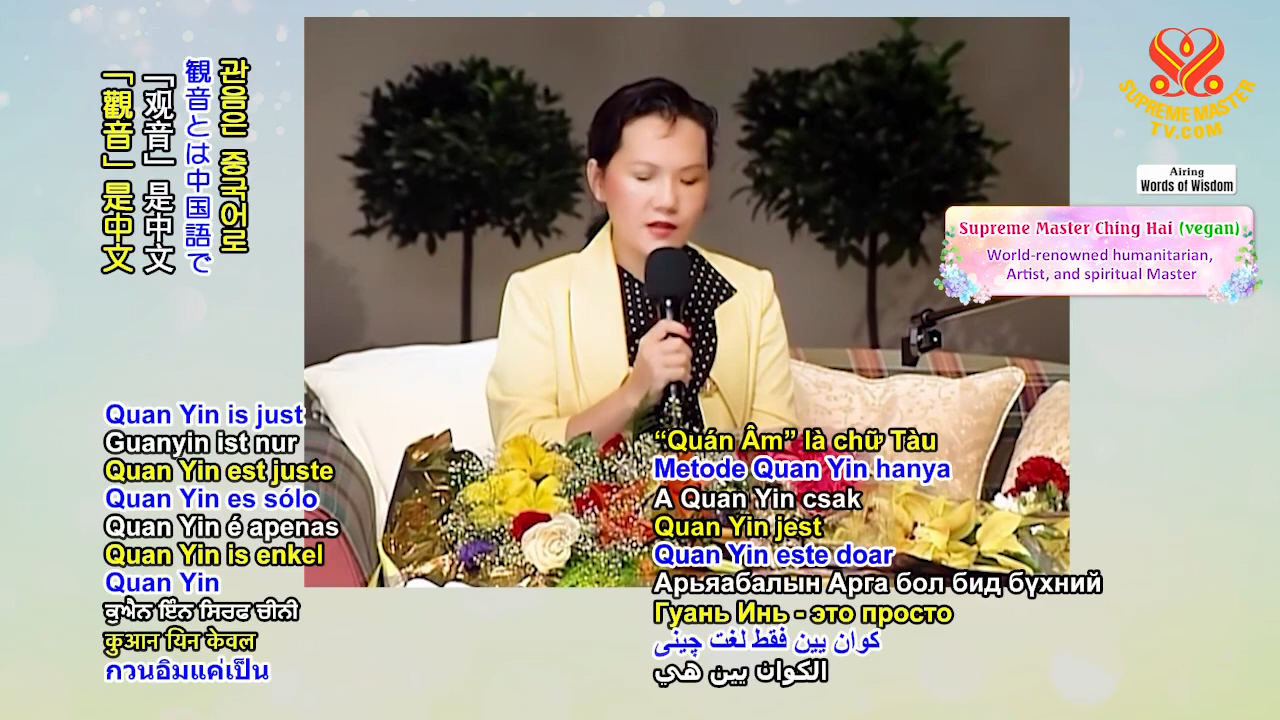 「觀音」是中文
「观音」是中文
観音とは中国語で
관음은 중국어로
SUPREME MASTER
TV.COM
Airing
Words of Wisdom
Supreme Master Ching Hai (vegan)
World-renowned humanitarian,
Artist, and spiritual Master
Quan Yin is just
Guanyin ist nur
Quan Yin est juste
Quan Yin es sólo
Quan Yin é apenas
Quan Yin is enkel
Quan Yin
ਕੁਐਨ ਇੰਨ ਸਿਰਫ ਚੀਨੀ
कुआन यिन केवल
กวนอิมแค่เป็น
“Quán Âm” là chữ Tàu
Metode Quan Yin hanya
A Quan Yin csak
Quan Yin jest
Quan Yin este doar
Арьяабалын Арга бол бид бүхний
Гуань Инь - это просто
کوان یین فقط لغت چینی
الكوان يين هي